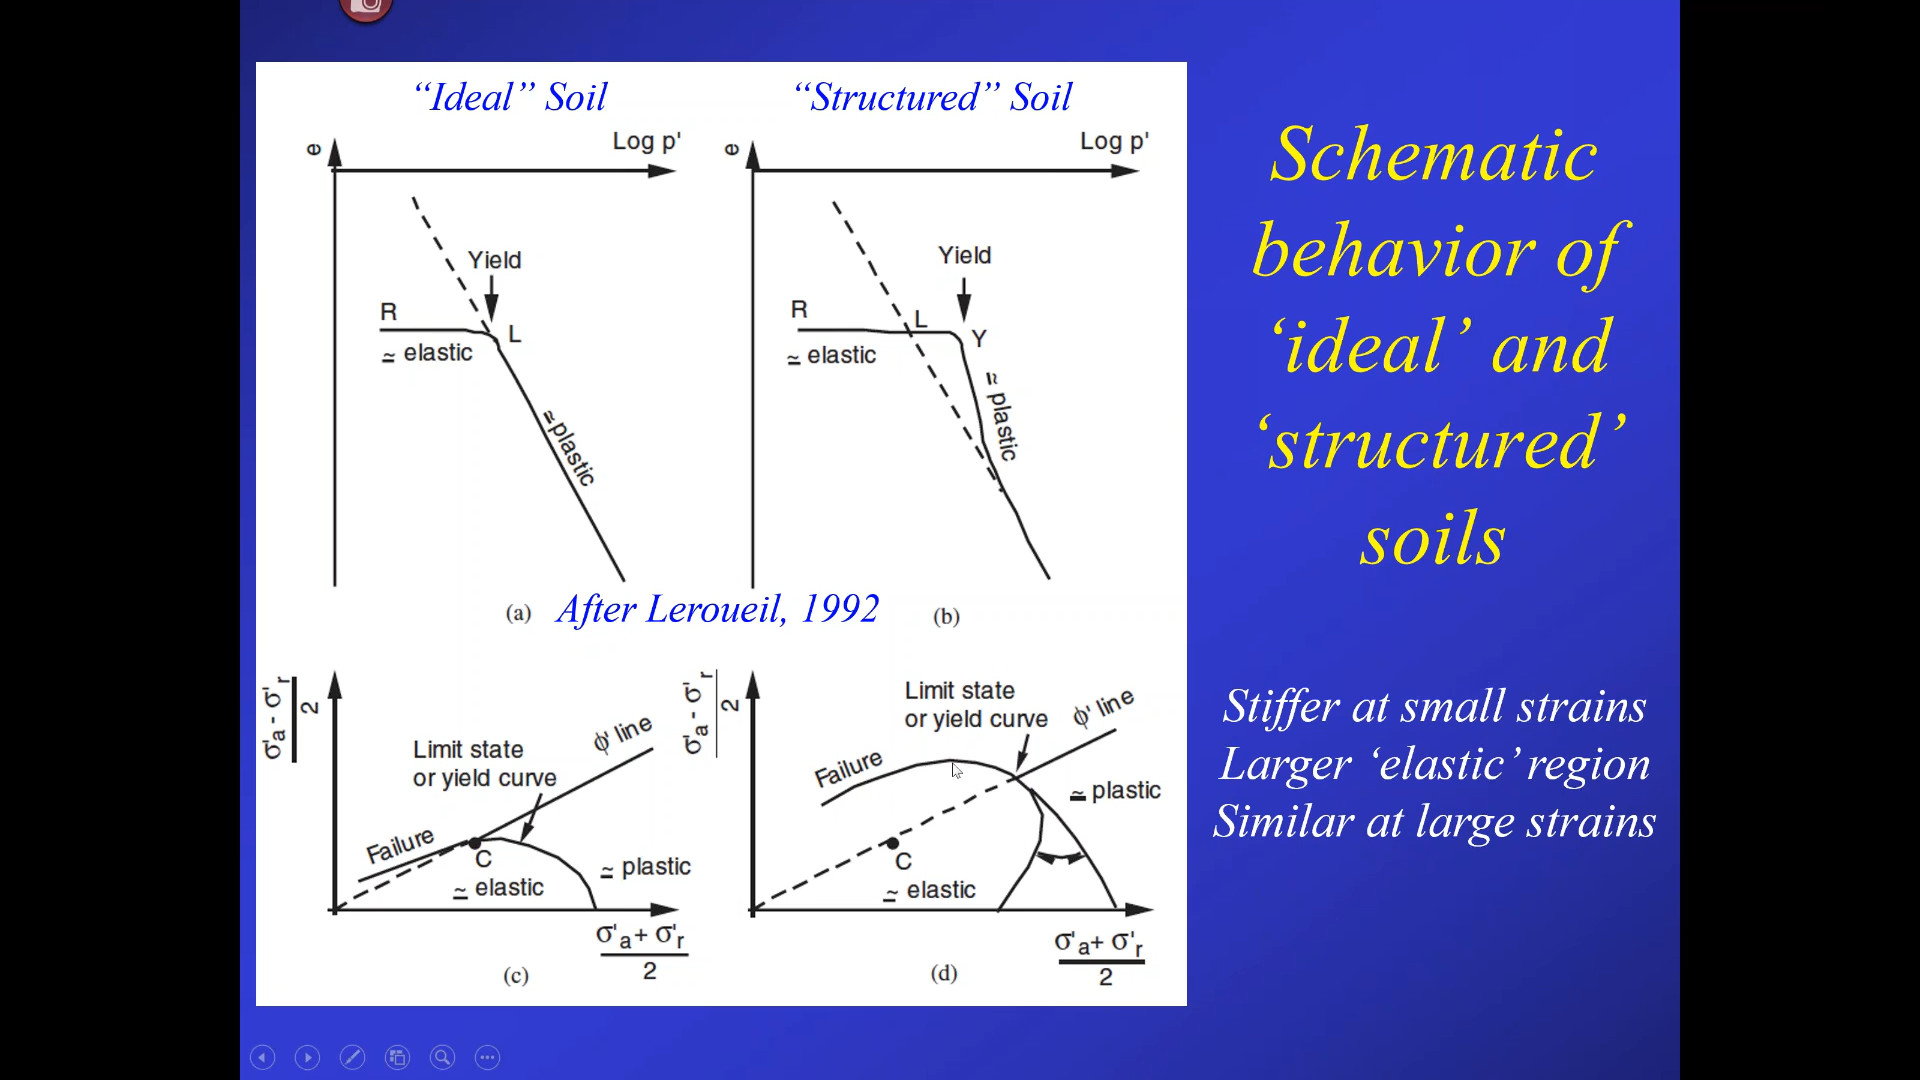 “Ideal” Soil
“Structured” Soil
e
Log p'
Yield
R
L
≃ elastic
≃ plastic
(a)
e
Log p'
Yield
R
L
Y
≃ elastic
≃ plastic
(b)
After Leroueil, 1992
σ'a - σ'r
2
Limit state
or yield curve
ϕ' line
Failure
C
≃ elastic
≃ plastic
σ'a + σ'r
2
(c)
σ'a - σ'r
2
Limit state
or yield curve
ϕ' line
Failure
C
≃ elastic
≃ plastic
σ'a + σ'r
2
(d)
Schematic
behavior of
‘ideal’ and
‘structured’
soils
Stiffer at small strains
Larger ‘elastic’ region
Similar at large strains